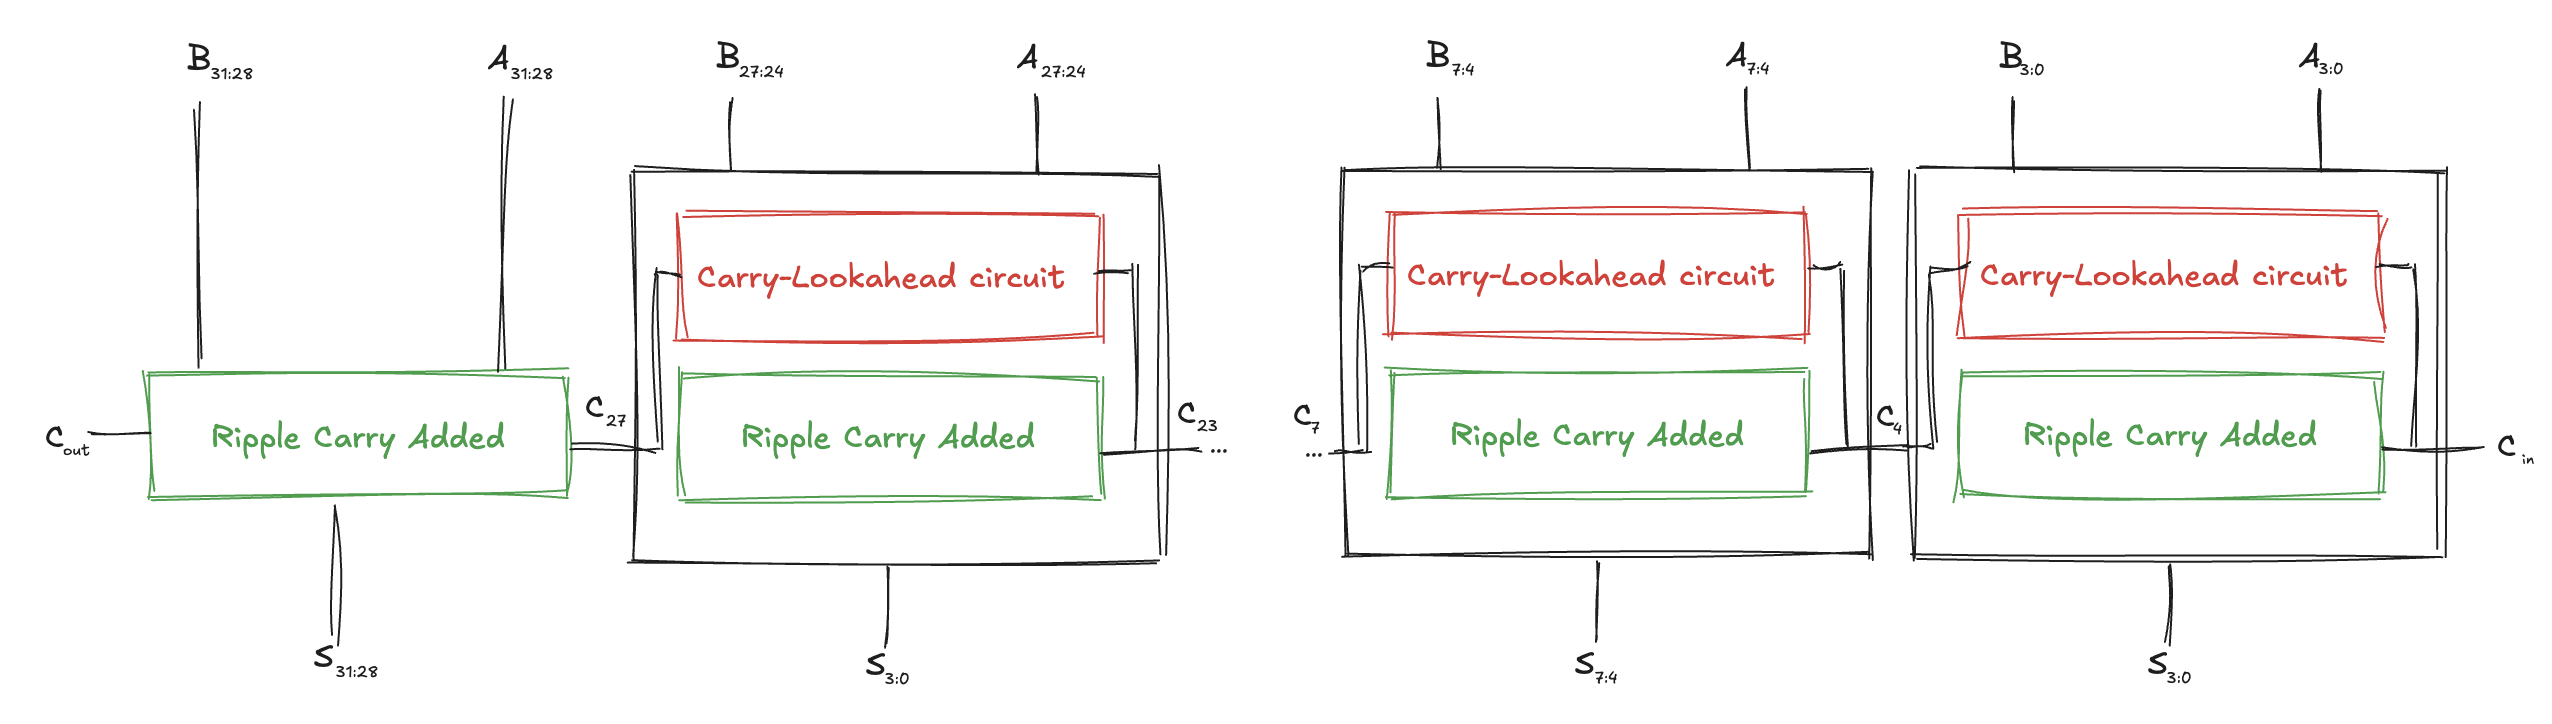 B31:28 A31:28 B27:24 A27:24 B7:4 A7:4 B3:0 A3:0
Carry-Lookahead circuit Carry-Lookahead circuit Carry-Lookahead circuit
C27 C23 C7 C4
Cout Ripple Carry Added Ripple Carry Added ... ... Ripple Carry Added Ripple Carry Added Cin
S31:28 S3:0 S7:4 S3:0